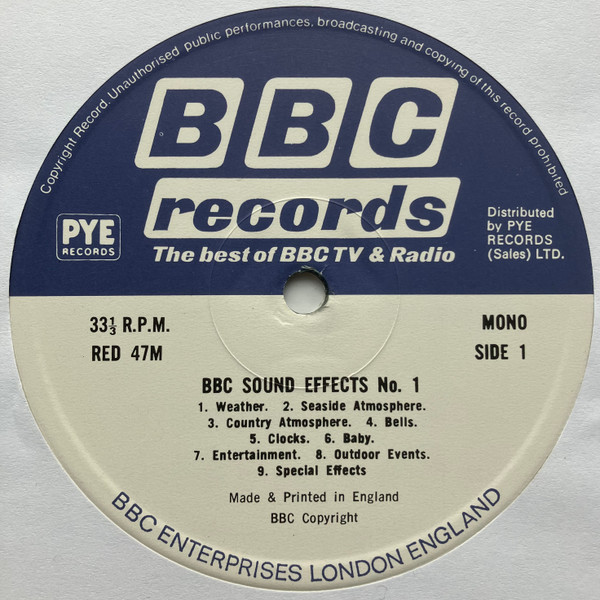 Copyright Record. Unauthorised public performances, broadcasting and copying of this record prohibited
BBC
records
The best of BBC TV & Radio
PYE
RECORDS
Distributed
by PYE
RECORDS
(Sales) LTD.
33⅓ R.P.M.
RED 47M
MONO
SIDE 1
BBC SOUND EFFECTS No. 1
1. Weather. 2. Seaside Atmosphere.
3. Country Atmosphere. 4. Bells.
5. Clocks. 6. Baby.
7. Entertainment. 8. Outdoor Events.
9. Special Effects
Made & Printed in England
BBC Copyright
BBC ENTERPRISES LONDON ENGLAND